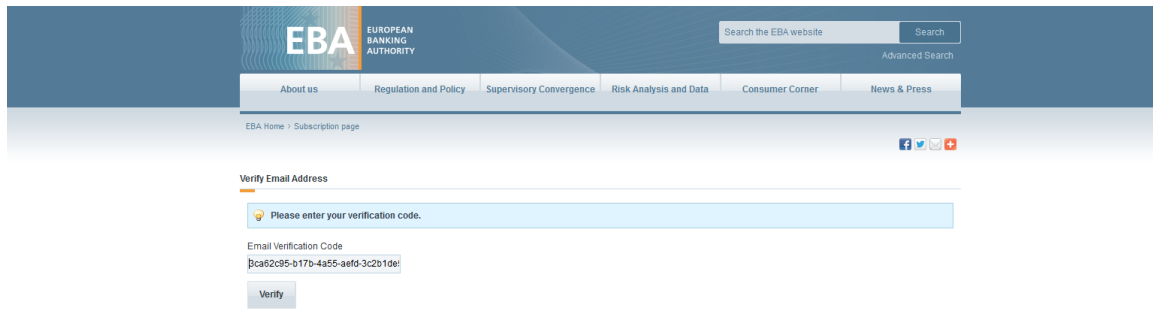 EBA
EUROPEAN
BANKING
AUTHORITY
Search the EBA website Search
Advanced Search
About us Regulation and Policy Supervisory Convergence Risk Analysis and Data Consumer Corner News & Press
EBA Home > Subscription page
Verify Email Address
Please enter your verification code.
Email Verification Code
3ca62c95-b17b-4a55-aefd-3c2b1de
Verify